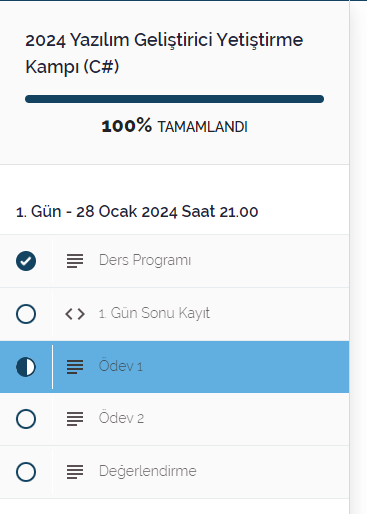 2024 Yazılım Geliştirici Yetiştirme
Kampı (C#)
100% TAMAMLANDI
1. Gün - 28 Ocak 2024 Saat 21.00
Ders Programı
1. Gün Sonu Kayıt
Ödev 1
Ödev 2
Değerlendirme